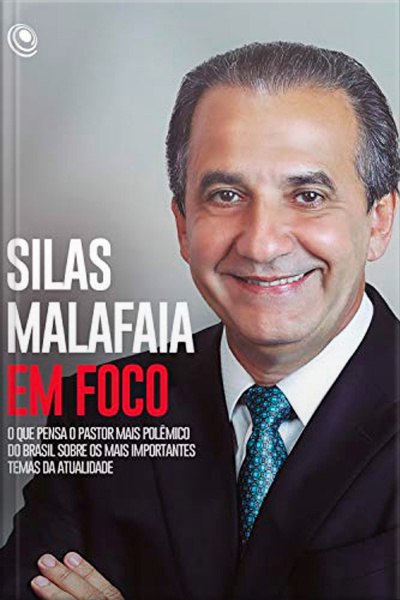 SILAS
MALAFAIA
EM FOCO
O QUE PENSA O PASTOR MAIS POLÊMICO
DO BRASIL SOBRE OS MAIS IMPORTANTES
TEMAS DA ATUALIDADE